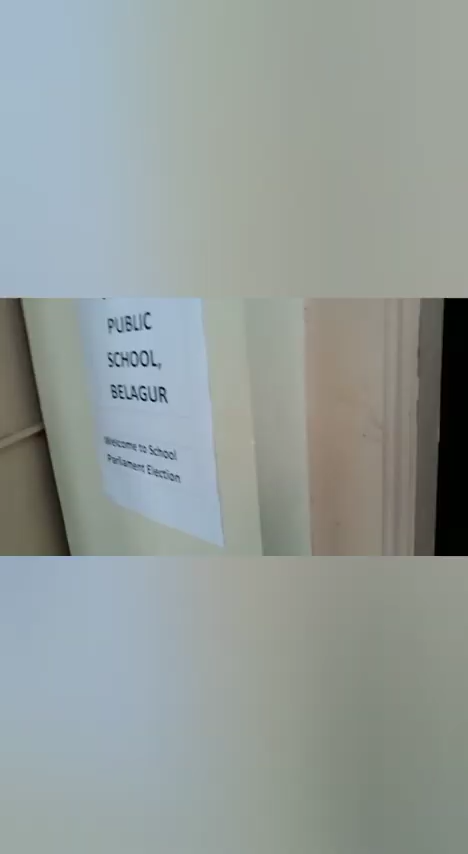 PUBLIC
SCHOOL,
BELAGUR
Welcome to School
Parliament Election